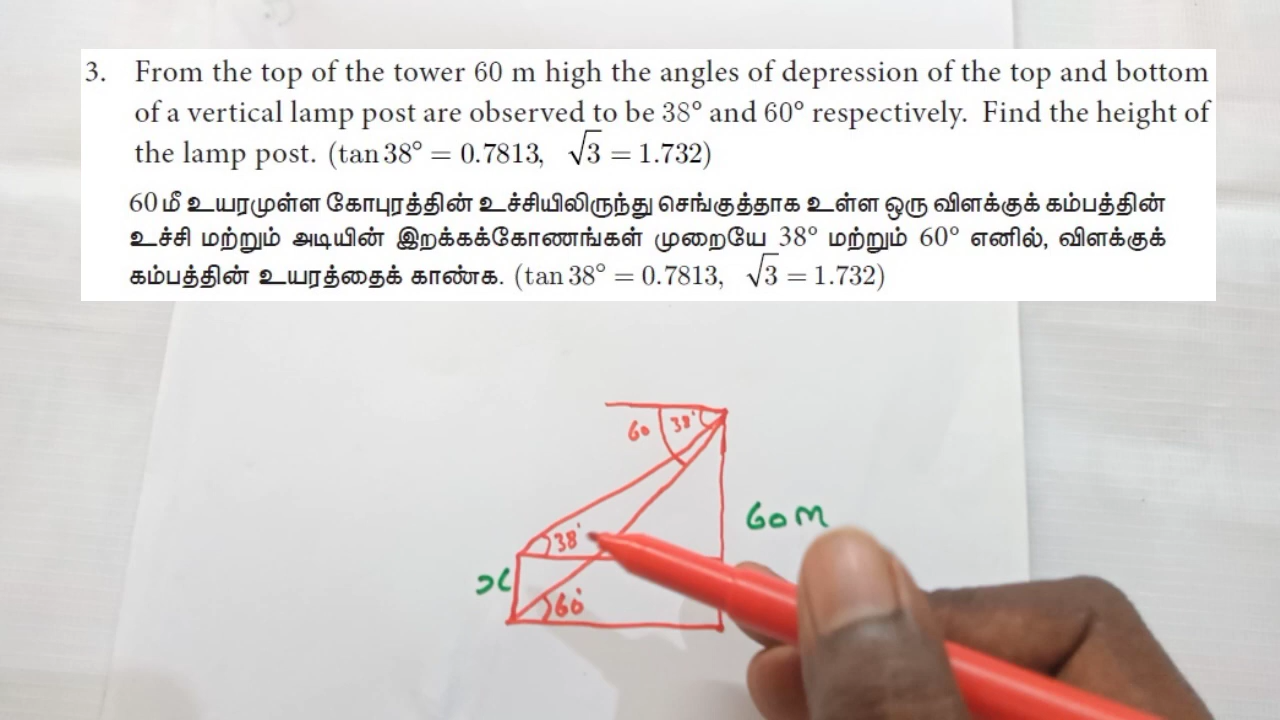 3. From the top of the tower 60 m high the angles of depression of the top and bottom
of a vertical lamp post are observed to be 38° and 60° respectively. Find the height of
the lamp post. (tan 38° = 0.7813, √3 = 1.732)
60 மீ உயரமுள்ள கோபுரத்தின் உச்சியிலிருந்து செங்குத்தாக உள்ள ஒரு விளக்குக் கம்பத்தின்
உச்சி மற்றும் அடியின் இறக்கக்கோணங்கள் முறையே 38° மற்றும் 60° எனில், விளக்குக்
கம்பத்தின் உயரத்தைக் காண்க. (tan 38° = 0.7813, √3 = 1.732)
60 38°
60m
38°
x
60°